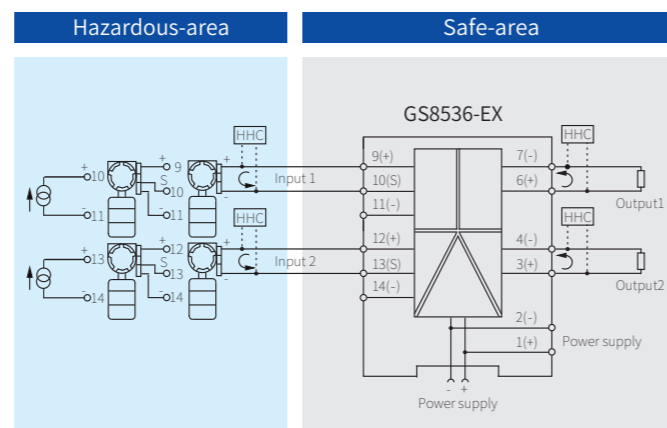 Hazardous-area
Safe-area
GS8536-EX
HHC
HHC
+ 9 + 9(+) 7(-)
+ 10 S 10 - Input 1 10(S) 6(+)
- 11 - 11 11(-) Output1
HHC
HHC
+ 12 + 12(+) 4(-)
+ 13 S 13 - Input 2 13(S) 3(+)
- 14 - 14 14(-) Output2
2(-)
1(+) Power supply
- +
Power supply